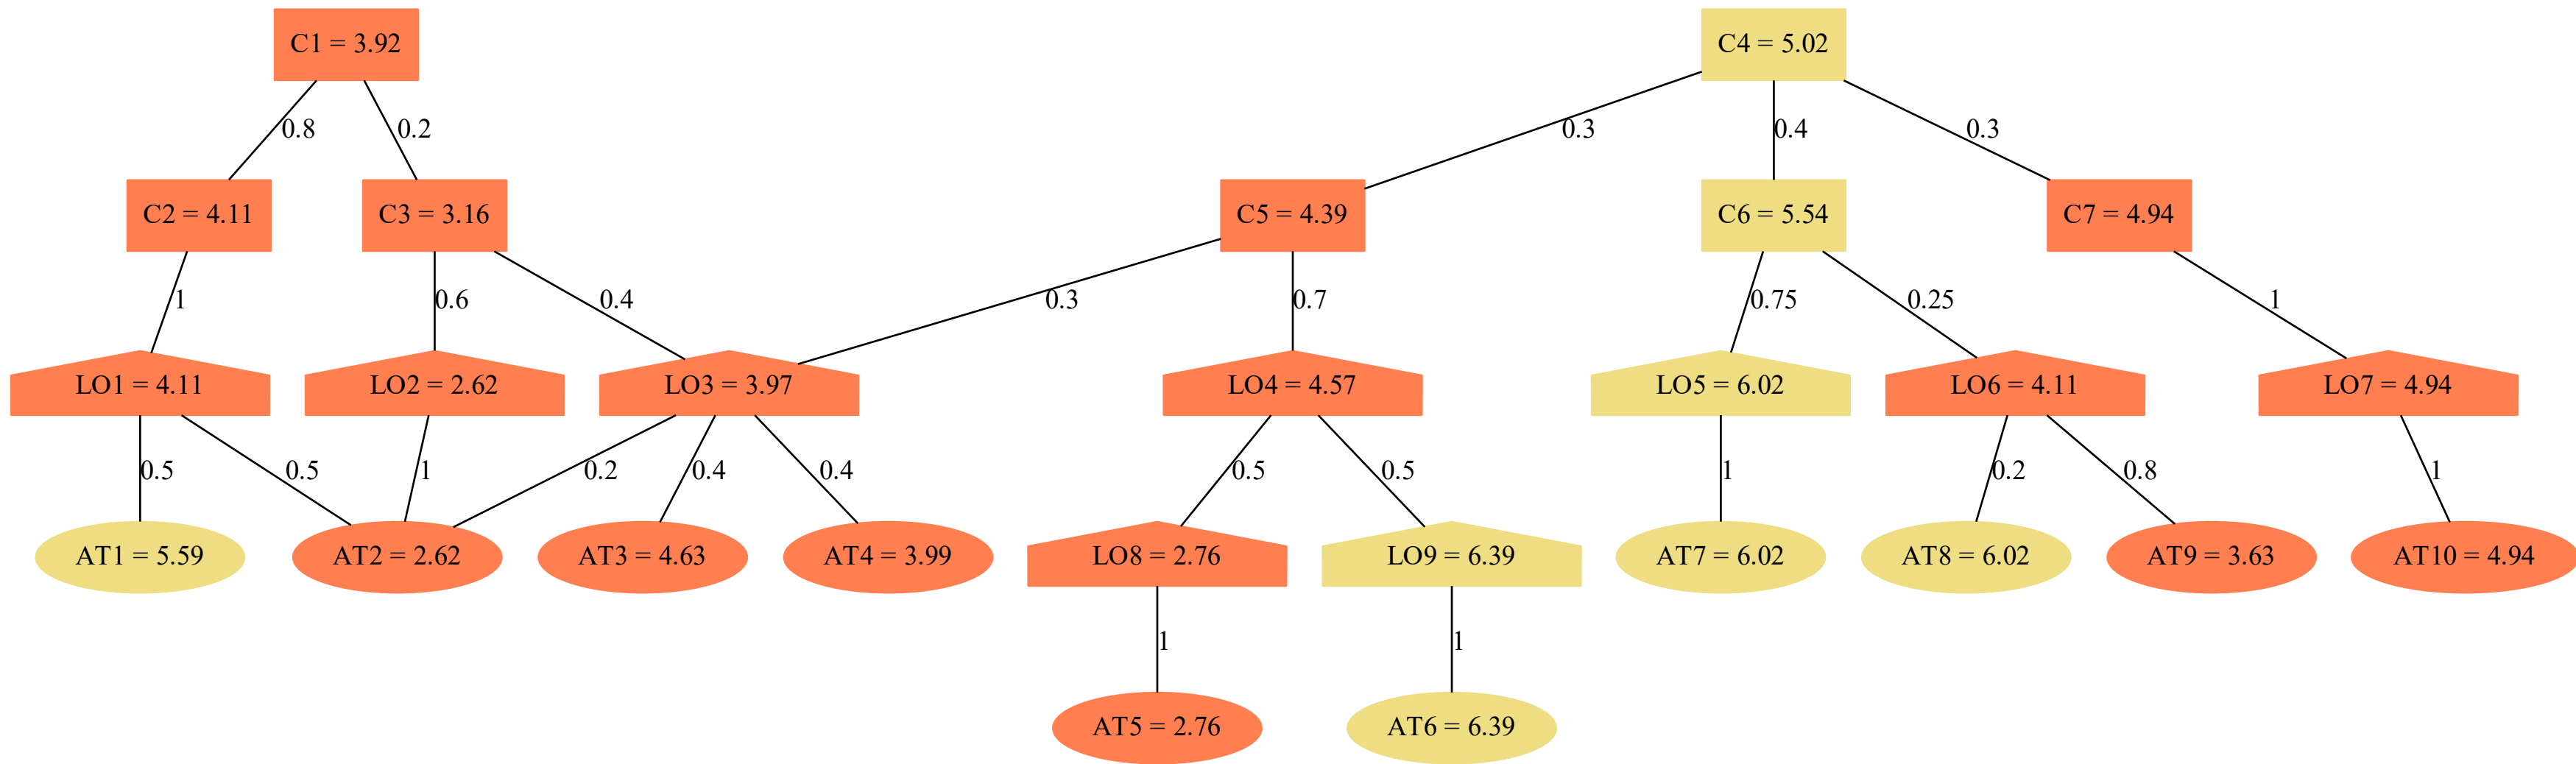 C1 = 3.92
C4 = 5.02
0.8
0.2
0.3
0.4
0.3
C2 = 4.11
C3 = 3.16
C5 = 4.39
C6 = 5.54
C7 = 4.94
1
0.6
0.4
0.3
0.7
0.75
0.25
1
LO1 = 4.11
LO2 = 2.62
LO3 = 3.97
LO4 = 4.57
LO5 = 6.02
LO6 = 4.11
LO7 = 4.94
0.5
0.5
1
0.2
0.4
0.4
0.5
0.5
1
0.2
0.8
1
AT1 = 5.59
AT2 = 2.62
AT3 = 4.63
AT4 = 3.99
LO8 = 2.76
LO9 = 6.39
AT7 = 6.02
AT8 = 6.02
AT9 = 3.63
AT10 = 4.94
1
1
AT5 = 2.76
AT6 = 6.39